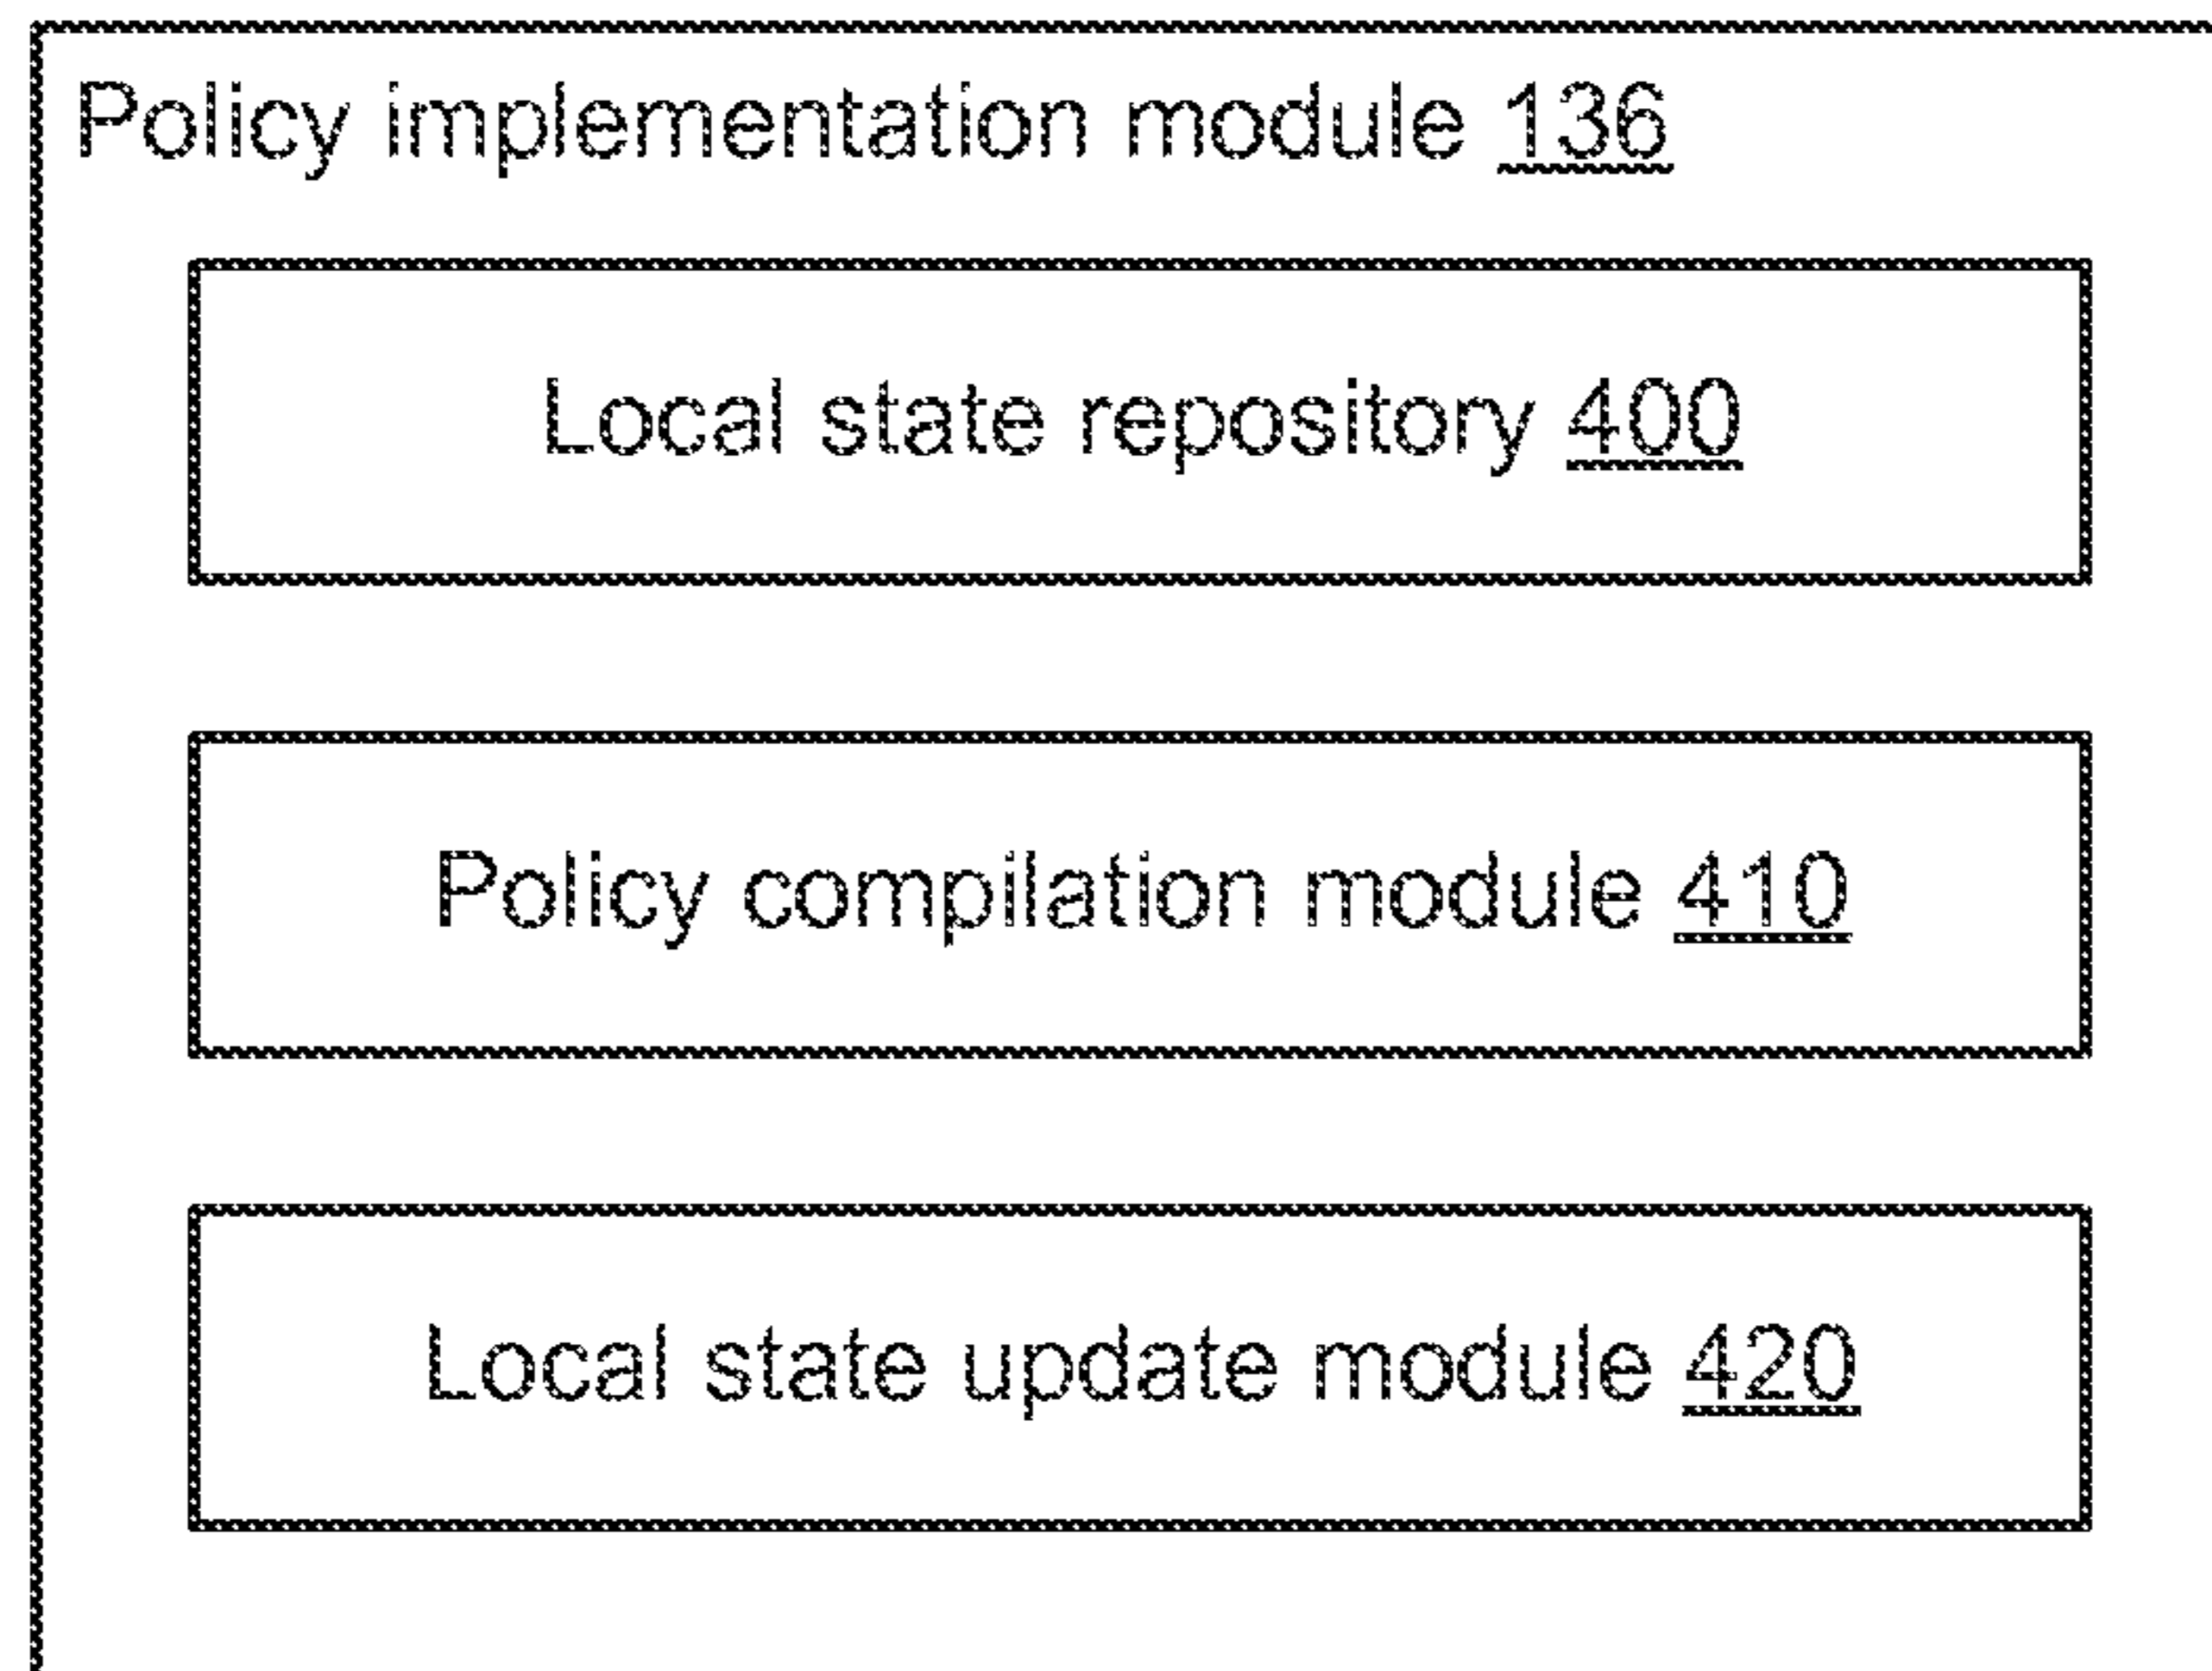 Policy implementation module 136
Local state repository 400
Policy compilation module 410
Local state update module 420